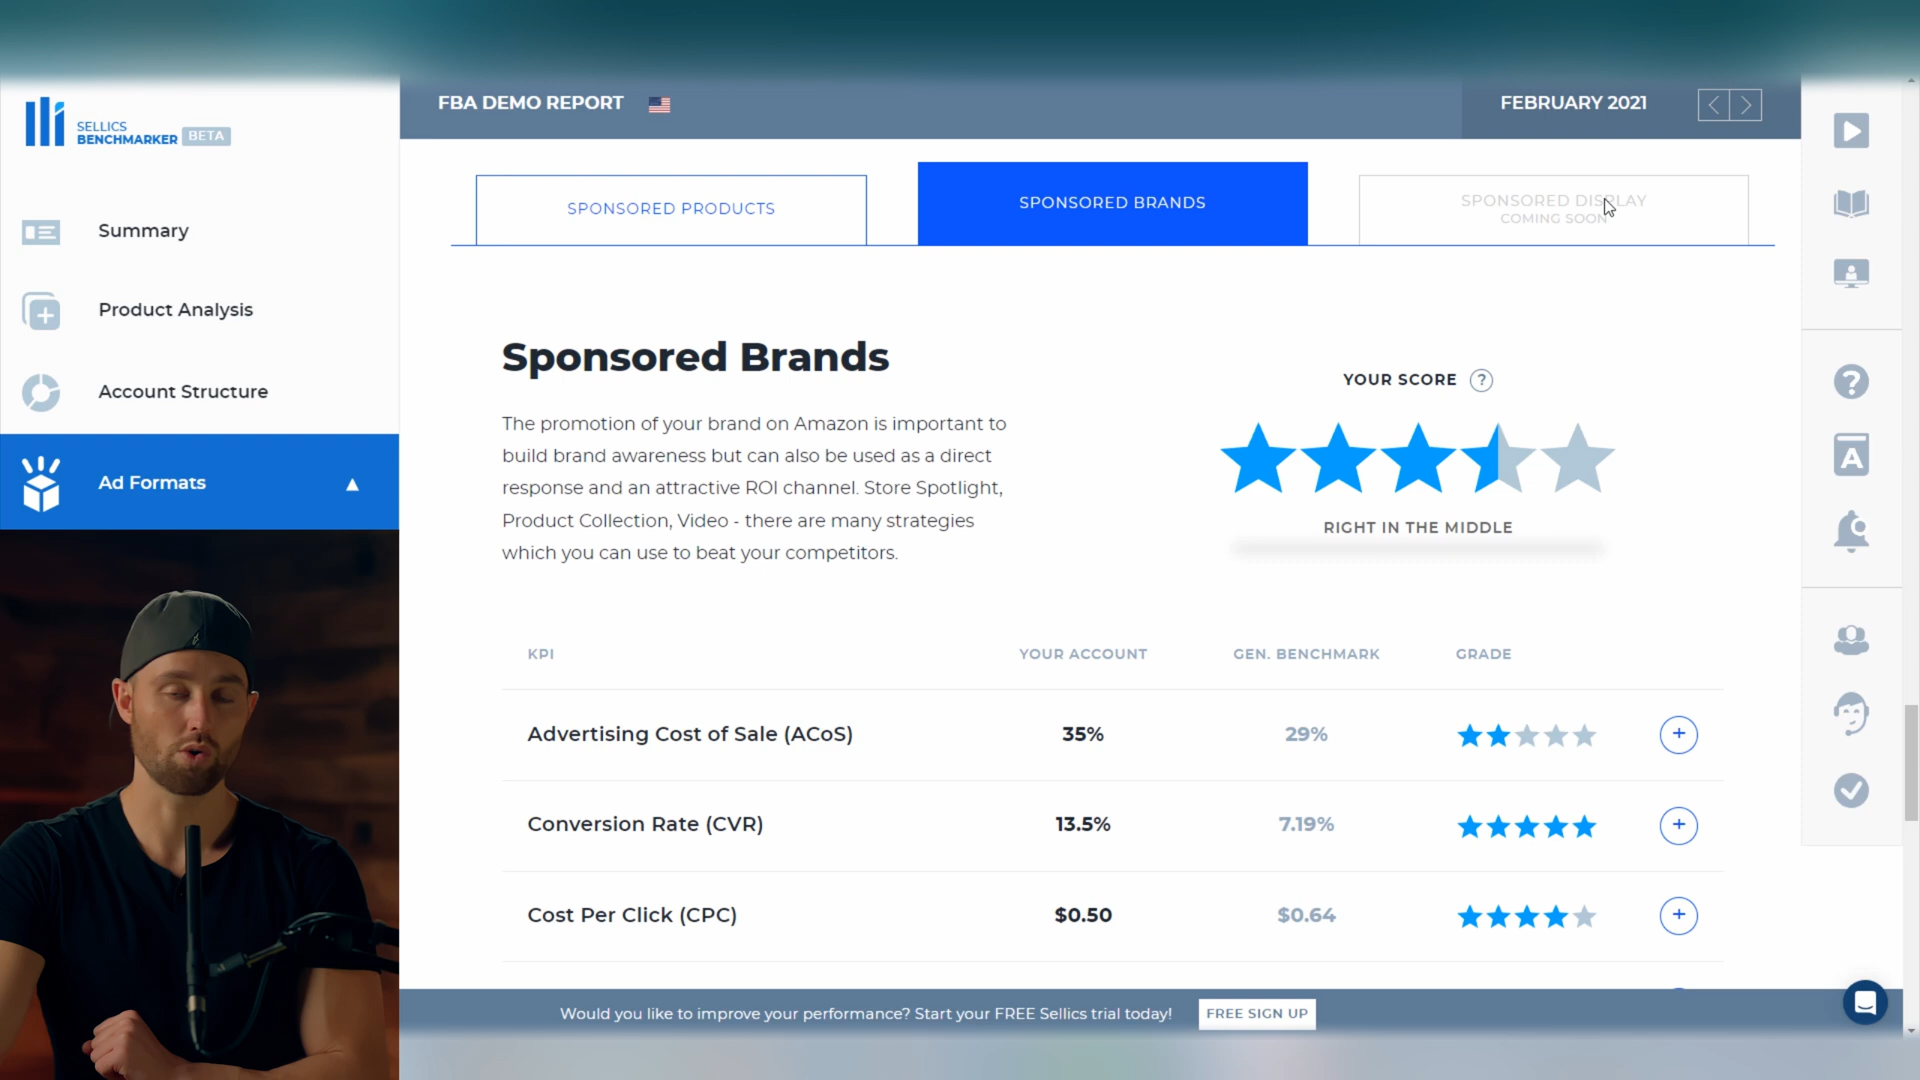 FBA DEMO REPORT
FEBRUARY 2021
SELLICS
BENCHMARKER BETA
Summary
Product Analysis
Account Structure
Ad Formats
SPONSORED PRODUCTS
SPONSORED BRANDS
SPONSORED DISPLAY
COMING SOON
Sponsored Brands
The promotion of your brand on Amazon is important to
build brand awareness but can also be used as a direct
response and an attractive ROI channel. Store Spotlight,
Product Collection, Video - there are many strategies
which you can use to beat your competitors.
YOUR SCORE ?
RIGHT IN THE MIDDLE
KPI YOUR ACCOUNT GEN. BENCHMARK GRADE
Advertising Cost of Sale (ACoS) 35% 29% +
Conversion Rate (CVR) 13.5% 7.19% +
Cost Per Click (CPC) $0.50 $0.64 +
Would you like to improve your performance? Start your FREE Sellics trial today! FREE SIGN UP
?
A